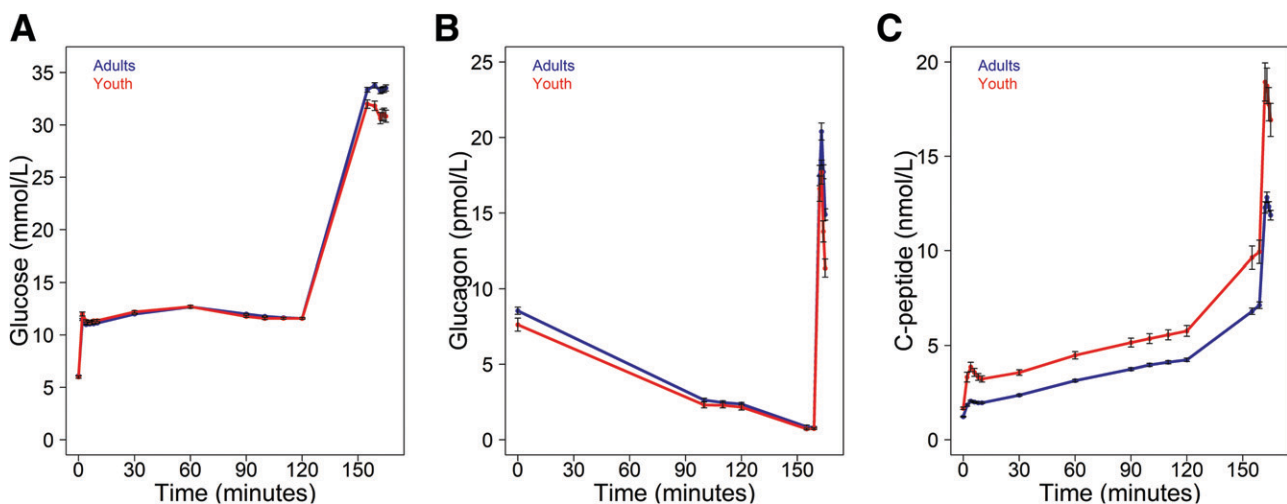 A
Adults
Youth
Glucose (mmol/L)
35
30
25
20
15
10
5
0
0 30 60 90 120 150
Time (minutes)
B
Adults
Youth
Glucagon (pmol/L)
25
20
15
10
5
0
0 30 60 90 120 150
Time (minutes)
C
Adults
Youth
C-peptide (nmol/L)
20
15
10
5
0
0 30 60 90 120 150
Time (minutes)